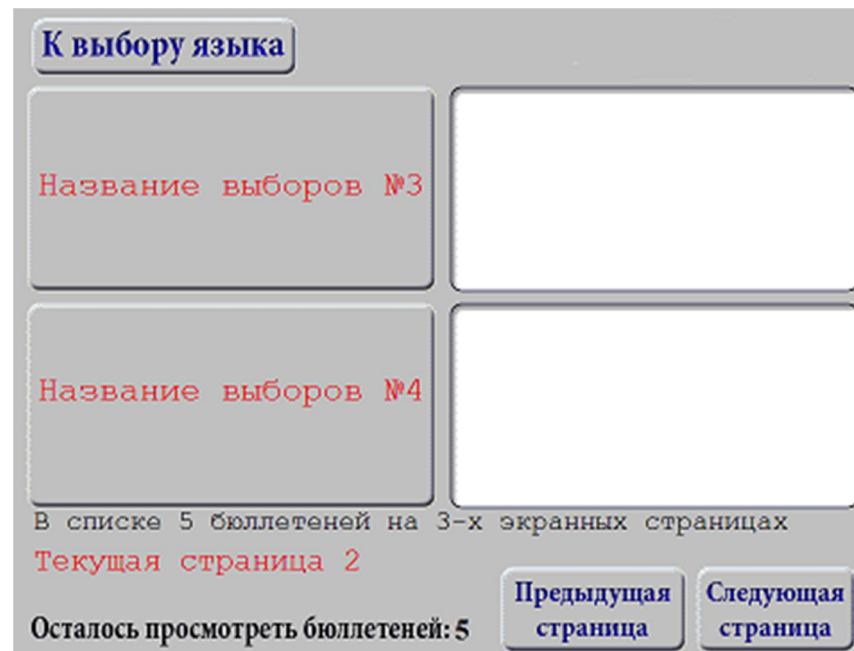 К выбору языка
Название выборов №3
Название выборов №4
В списке 5 бюллетеней на 3-х экранных страницах
Текущая страница 2
Осталось просмотреть бюллетеней: 5
Предыдущая
страница
Следующая
страница